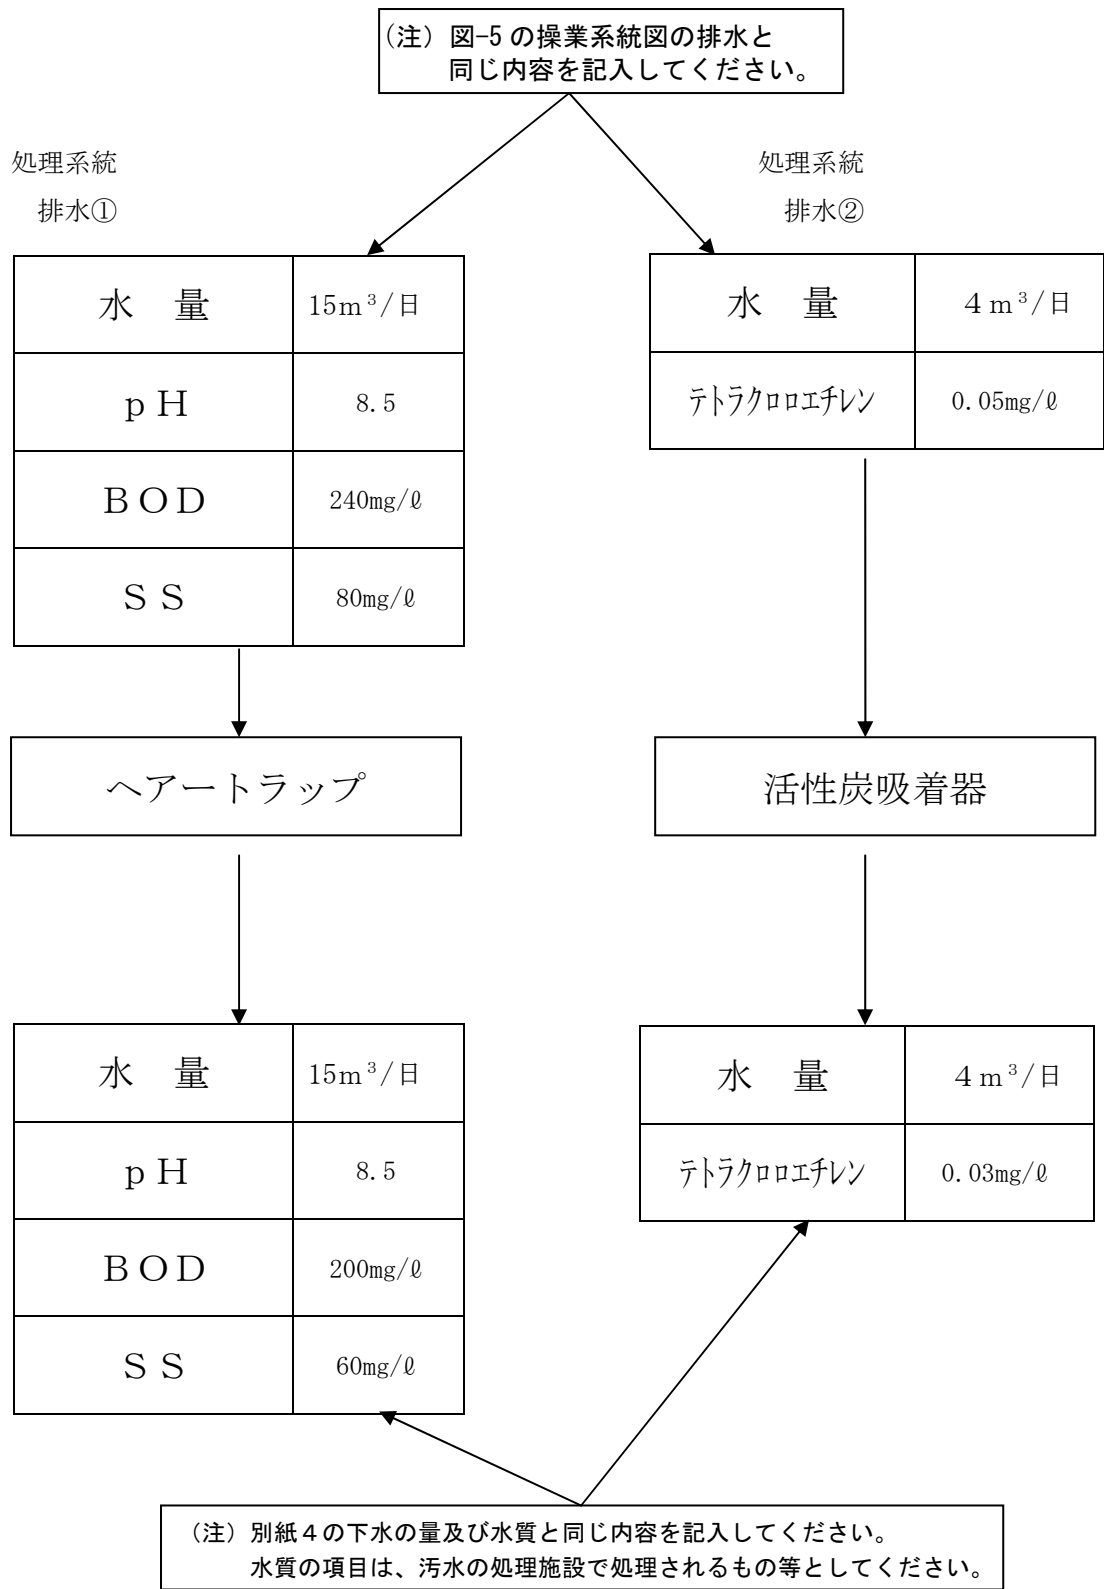 (注) 図-5 の操業系統図の排水と
同じ内容を記入してください。
処理系統
排水①
水　量 15m³/日
ｐＨ 8.5
ＢＯＤ 240mg/ℓ
ＳＳ 80mg/ℓ
ヘアートラップ
水　量 15m³/日
ｐＨ 8.5
ＢＯＤ 200mg/ℓ
ＳＳ 60mg/ℓ
処理系統
排水②
水　量 ４m³/日
テトラクロロエチレン 0.05mg/ℓ
活性炭吸着器
水　量 ４m³/日
テトラクロロエチレン 0.03mg/ℓ
(注) 別紙４の下水の量及び水質と同じ内容を記入してください。
水質の項目は、汚水の処理施設で処理されるもの等としてください。